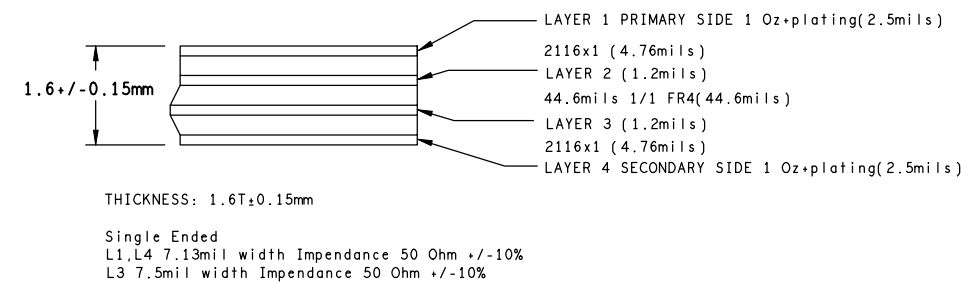 LAYER 1 PRIMARY SIDE 1 Oz+plating(2.5mils)
2116x1 (4.76mils)
LAYER 2 (1.2mils)
1.6+/-0.15mm
44.6mils 1/1 FR4(44.6mils)
LAYER 3 (1.2mils)
2116x1 (4.76mils)
LAYER 4 SECONDARY SIDE 1 Oz+plating(2.5mils)
THICKNESS: 1.6T±0.15mm
Single Ended
L1,L4 7.13mil width Impendance 50 Ohm +/-10%
L3 7.5mil width Impendance 50 Ohm +/-10%